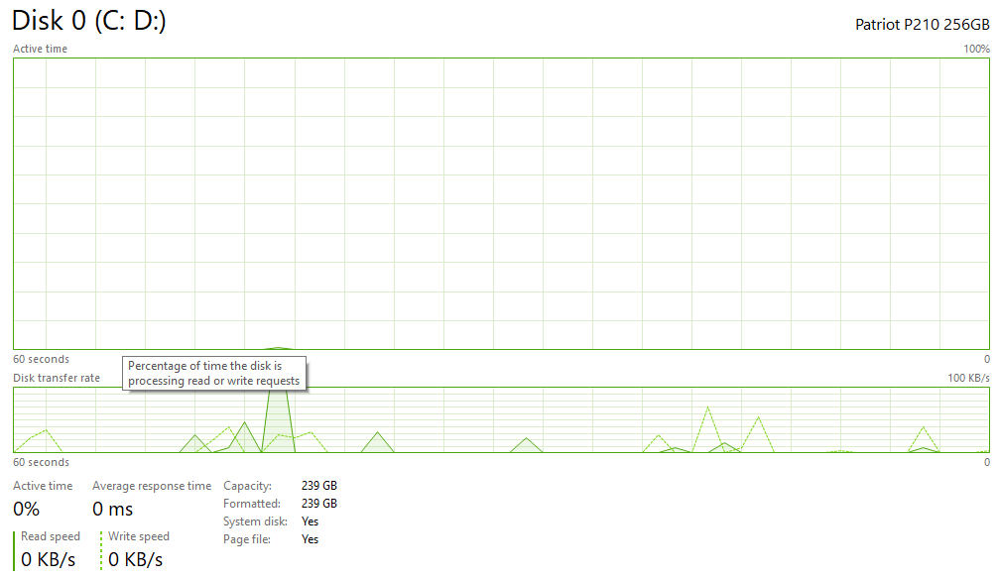 Disk 0 (C: D:)
Patriot P210 256GB
Active time
100%
60 seconds
0
Percentage of time the disk is
processing read or write requests
Disk transfer rate
100 KB/s
60 seconds
0
Active time
0%
Average response time
0 ms
Read speed
0 KB/s
Write speed
0 KB/s
Capacity: 239 GB
Formatted: 239 GB
System disk: Yes
Page file: Yes